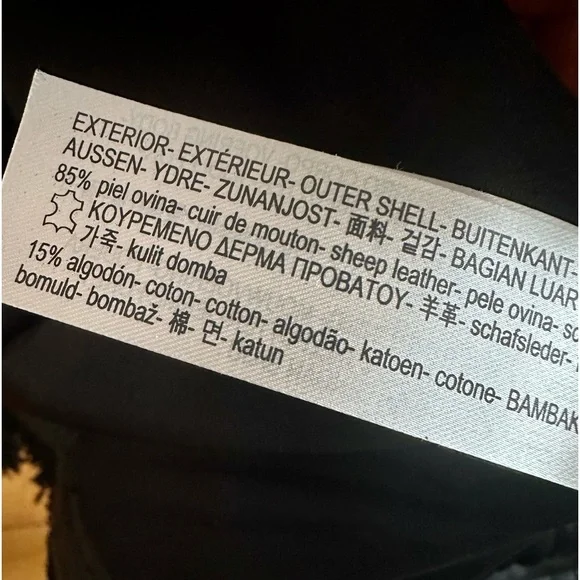 EXTERIOR- EXTÉRIEUR- OUTER SHELL- BUITENKANT-
AUSSEN- YDRE- ZUNANJOST- 面料- 겉감- BAGIAN LUAR
85% piel ovina- cuir de mouton- sheep leather- pele ovina-
ΚΟΥΡΕΜΕΝΟ ΔΕΡΜΑ ΠΡΟΒΑΤΟΥ- 羊革- schafsleder-
가죽- kulit domba
15% algodón- coton- cotton- algodão- katoen- cotone- BAMBAK
bomuld- bombaž- 棉- 면- katun